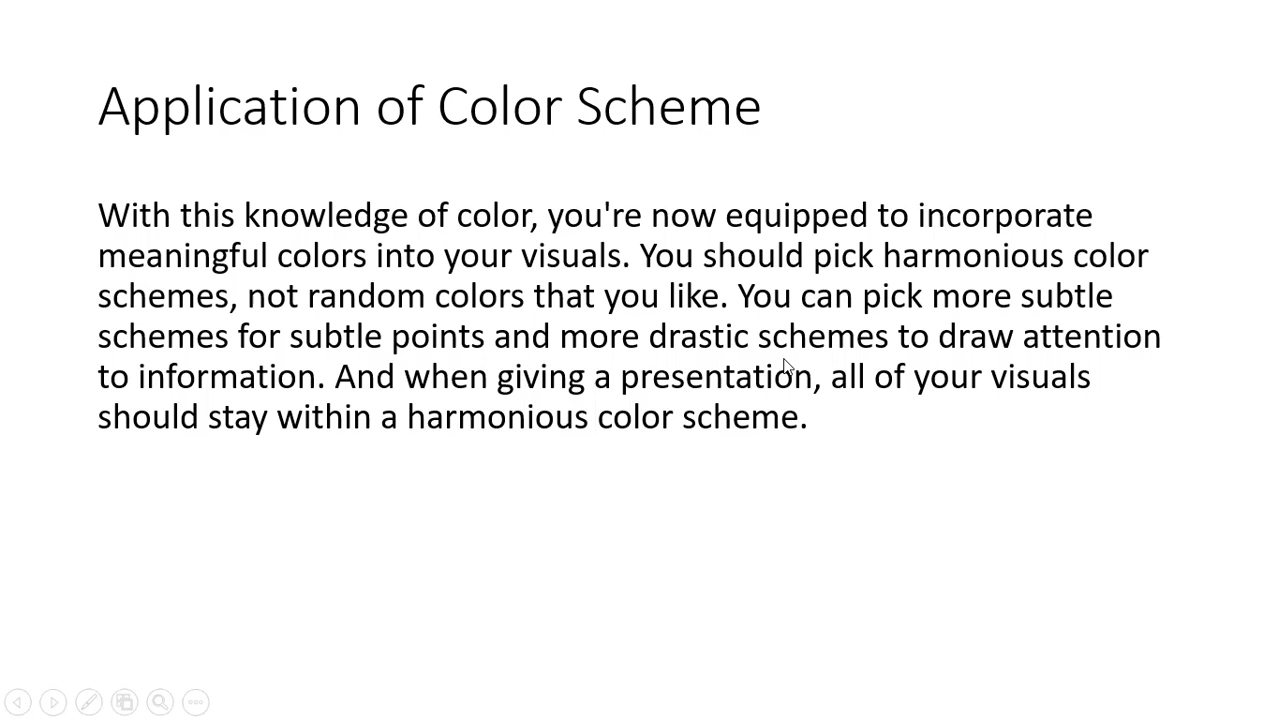 Application of Color Scheme
With this knowledge of color, you're now equipped to incorporate
meaningful colors into your visuals. You should pick harmonious color
schemes, not random colors that you like. You can pick more subtle
schemes for subtle points and more drastic schemes to draw attention
to information. And when giving a presentation, all of your visuals
should stay within a harmonious color scheme.